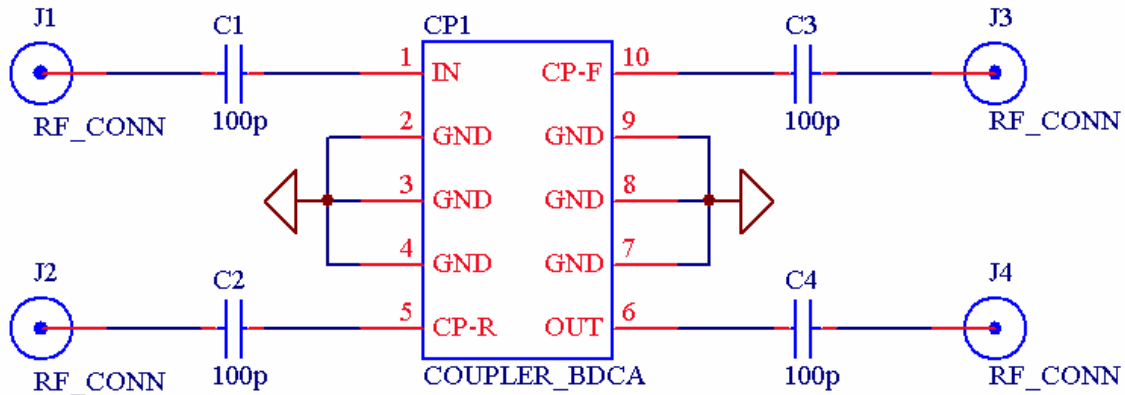 J1 C1 CP1 C3 J3
1 IN CP-F 10
RF_CONN 100p 100p RF_CONN
2 GND GND 9
3 GND GND 8
4 GND GND 7
J2 C2 C4 J4
5 CP-R OUT 6
RF_CONN 100p COUPLER_BDCA 100p RF_CONN